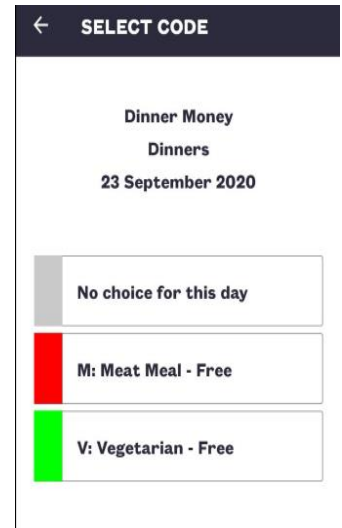 SELECT CODE
Dinner Money
Dinners
23 September 2020
No choice for this day
M: Meat Meal - Free
V: Vegetarian - Free